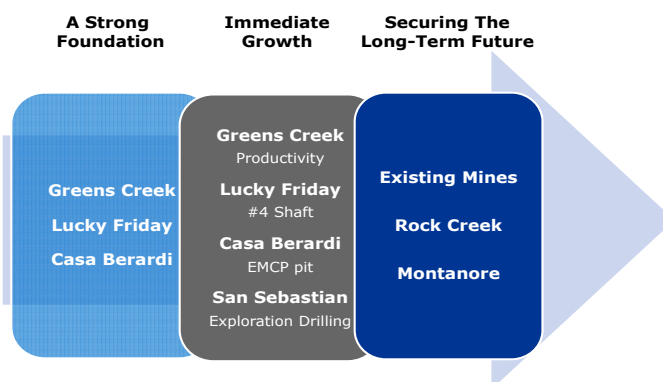 A Strong
Foundation
Immediate
Growth
Securing The
Long-Term Future
Greens Creek
Lucky Friday
Casa Berardi
Greens Creek
Productivity
Lucky Friday
#4 Shaft
Casa Berardi
EMCP pit
San Sebastian
Exploration Drilling
Existing Mines
Rock Creek
Montanore